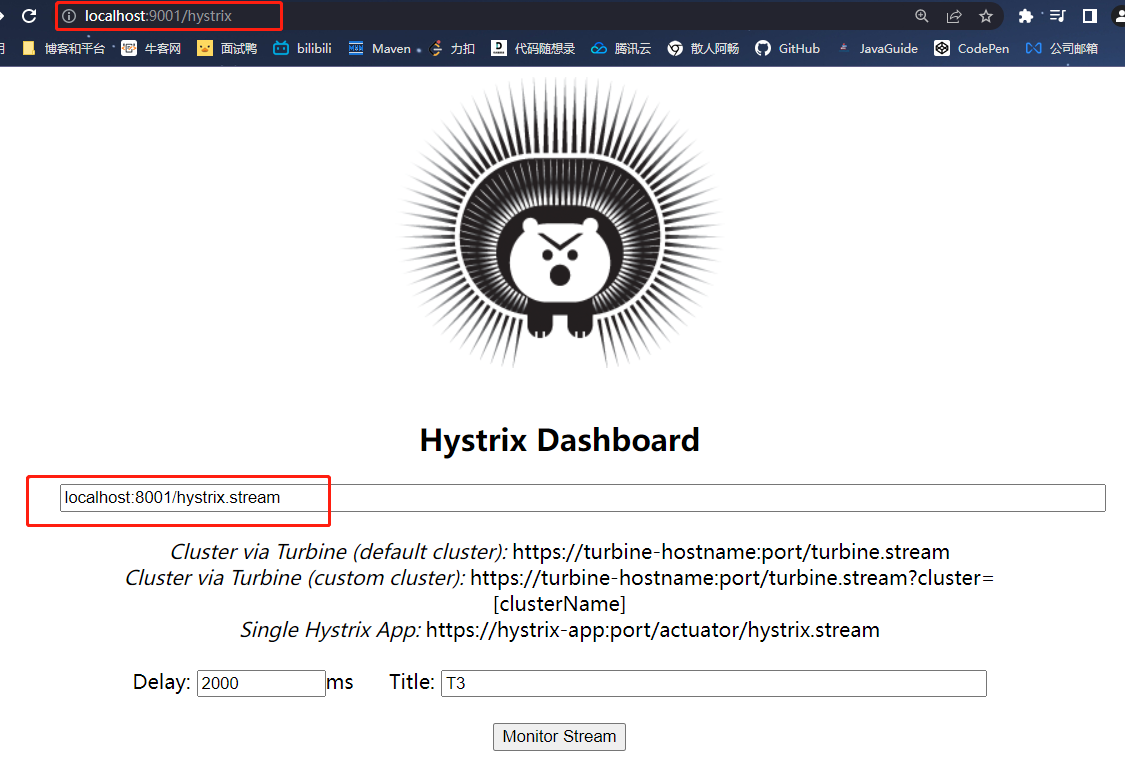 localhost:9001/hystrix
博客和平台 牛客网 面试鸭 bilibili Maven 力扣 代码随想录 腾讯云 散人阿畅 GitHub JavaGuide CodePen 公司邮箱
Hystrix Dashboard
localhost:8001/hystrix.stream
Cluster via Turbine (default cluster): https://turbine-hostname:port/turbine.stream
Cluster via Turbine (custom cluster): https://turbine-hostname:port/turbine.stream?cluster=
[clusterName]
Single Hystrix App: https://hystrix-app:port/actuator/hystrix.stream
Delay: 2000 ms Title: T3
Monitor Stream